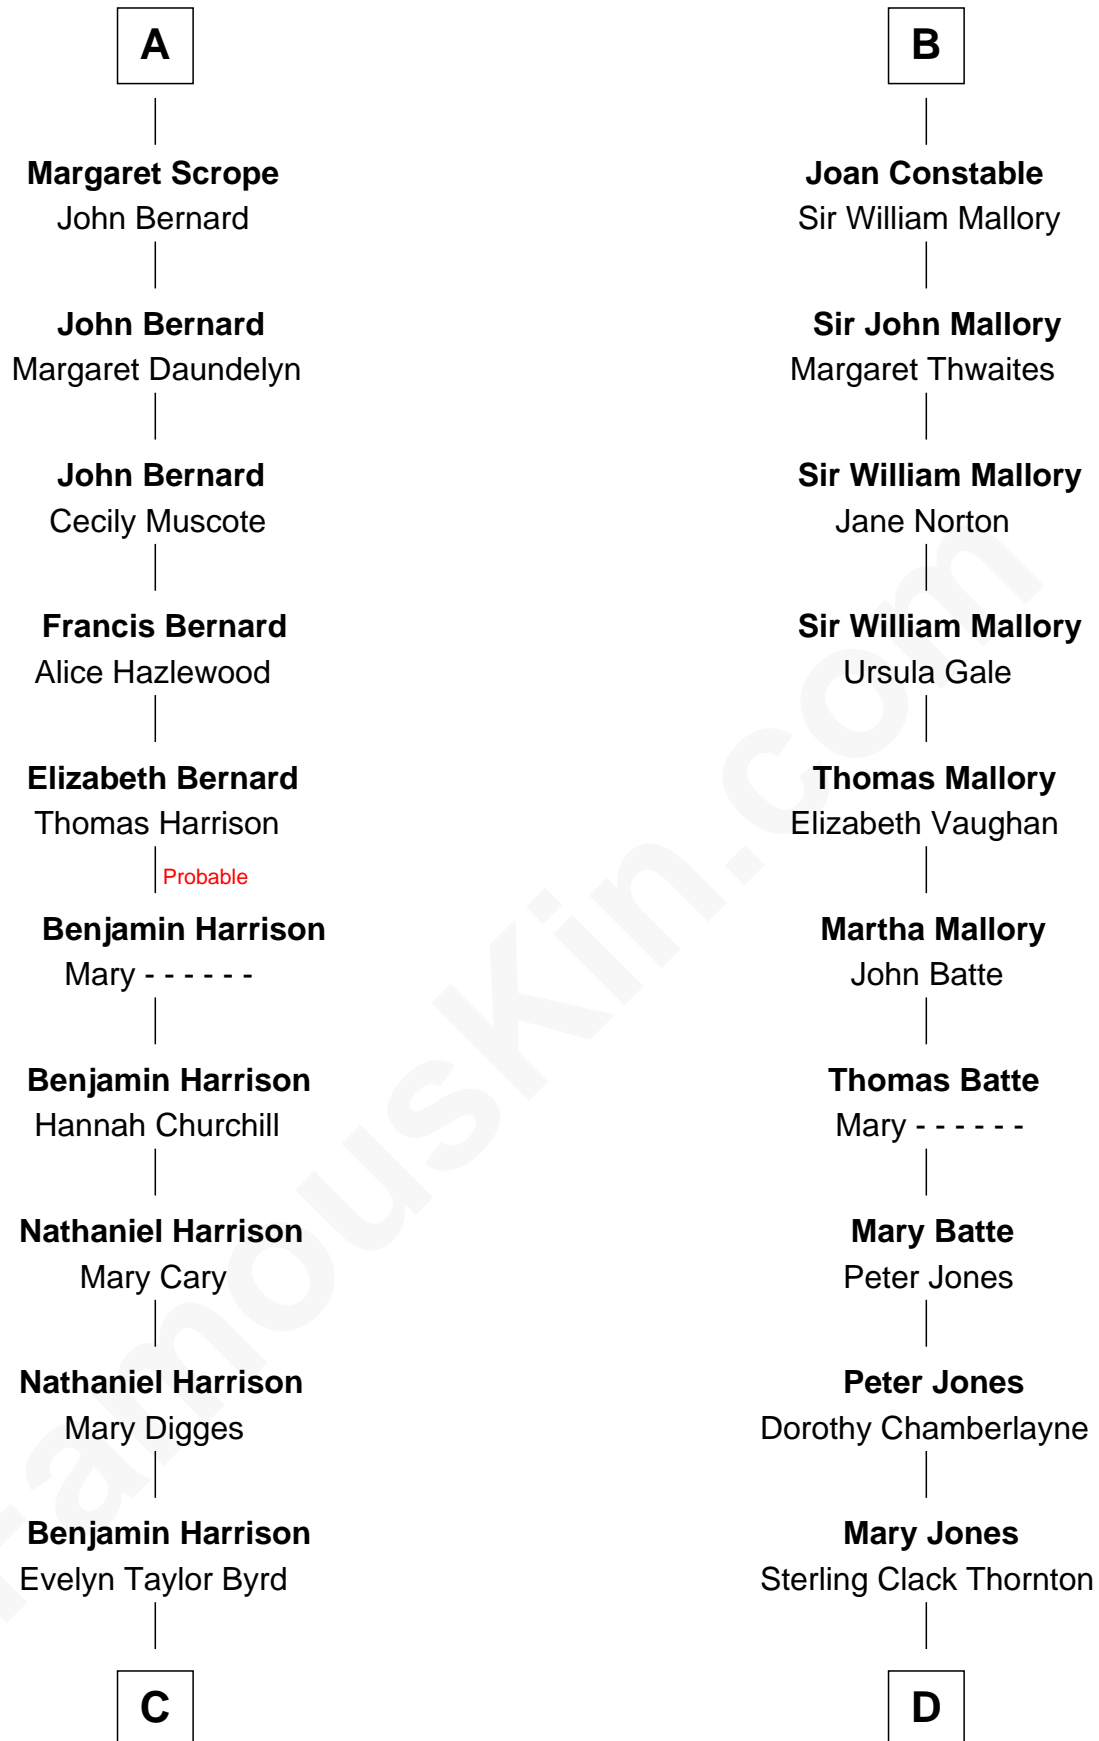 A
Margaret Scrope
John Bernard
John Bernard
Margaret Daundelyn
John Bernard
Cecily Muscote
Francis Bernard
Alice Hazlewood
Elizabeth Bernard
Thomas Harrison
Probable
Benjamin Harrison
Mary - - - - - -
Benjamin Harrison
Hannah Churchill
Nathaniel Harrison
Mary Cary
Nathaniel Harrison
Mary Digges
Benjamin Harrison
Evelyn Taylor Byrd
C
B
Joan Constable
Sir William Mallory
Sir John Mallory
Margaret Thwaites
Sir William Mallory
Jane Norton
Sir William Mallory
Ursula Gale
Thomas Mallory
Elizabeth Vaughan
Martha Mallory
John Batte
Thomas Batte
Mary - - - - - -
Mary Batte
Peter Jones
Peter Jones
Dorothy Chamberlayne
Mary Jones
Sterling Clack Thornton
D
FamousKin.com